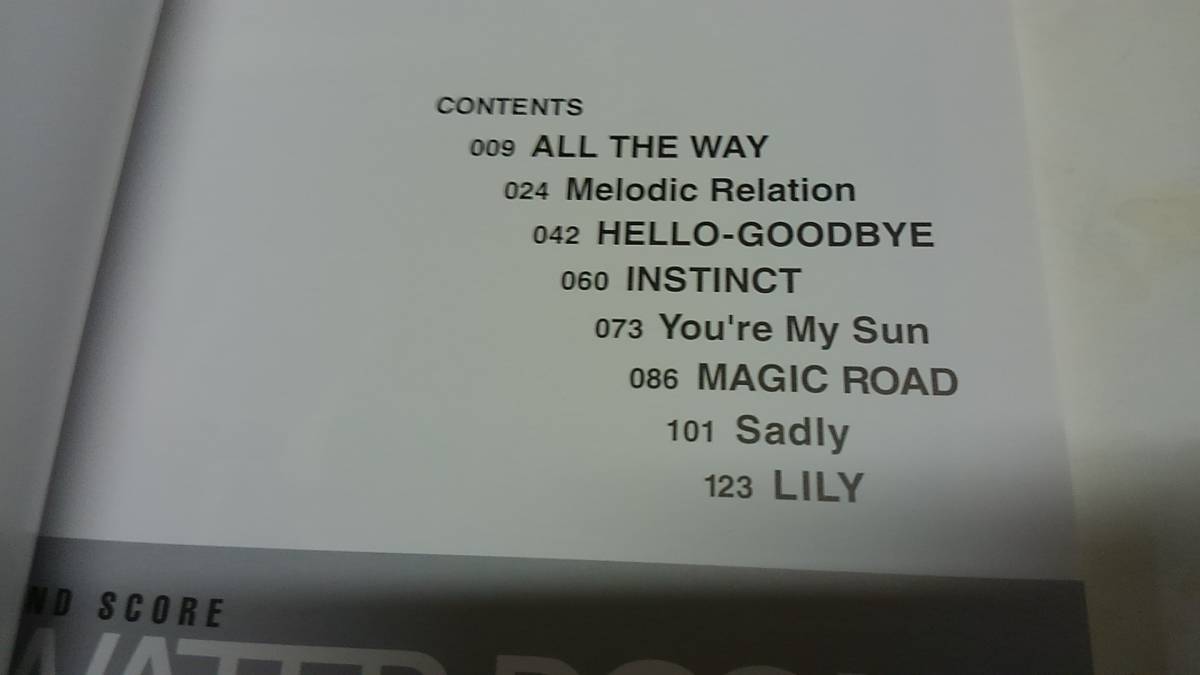 CONTENTS
009 ALL THE WAY
024 Melodic Relation
042 HELLO-GOODBYE
060 INSTINCT
073 You're My Sun
086 MAGIC ROAD
101 Sadly
123 LILY
ND SCORE